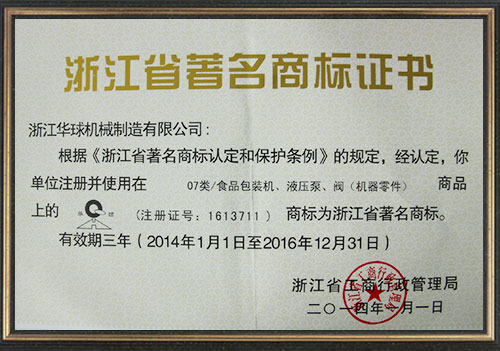 浙江省著名商标证书
浙江华球机械制造有限公司：
根据《浙江省著名商标认定和保护条例》的规定，经认定，你
单位注册并使用在 07类/食品包装机、液压泵、阀（机器零件） 商品
上的 （注册证号：1613711） 商标为浙江省著名商标。
有效期三年（2014年1月1日至2016年12月31日）
浙江省工商行政管理局
二〇一四年一月一日